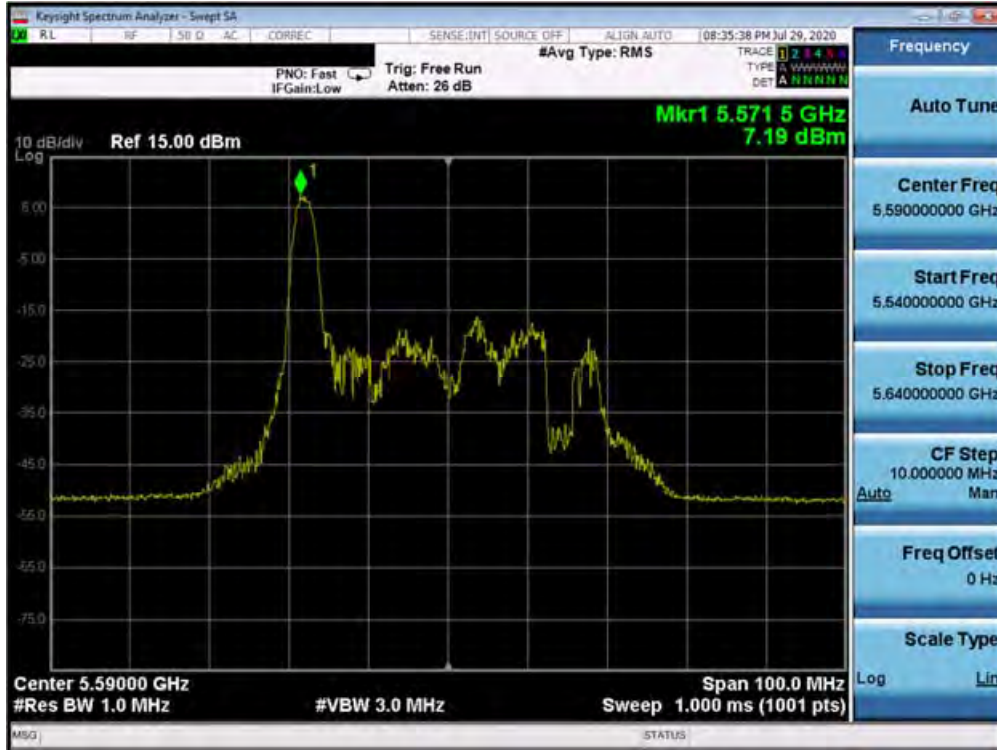 Keysight Spectrum Analyzer - Swept SA
RL RF 50 Ω AC CORREC SENSE:INT SOURCE OFF ALIGN AUTO 08:35:38 PM Jul 29, 2020
Frequency
#Avg Type: RMS
TRACE 1 2 3 4 5 6
PNO: Fast Trig: Free Run
TYPE A WWWWW
IFGain:Low Atten: 26 dB
DET A N N N N N
Auto Tune
Mkr1 5.571 5 GHz
7.19 dBm
10 dB/div Ref 15.00 dBm
Log
1
Center Freq
5.590000000 GHz
5.00
-5.00
Start Freq
5.540000000 GHz
-15.0
-25.0
Stop Freq
5.640000000 GHz
-35.0
-45.0
CF Step
10.000000 MHz
Auto Man
-55.0
Freq Offset
0 Hz
-65.0
-75.0
Scale Type
Log Lin
Center 5.59000 GHz Span 100.0 MHz
#Res BW 1.0 MHz #VBW 3.0 MHz Sweep 1.000 ms (1001 pts)
MSG STATUS